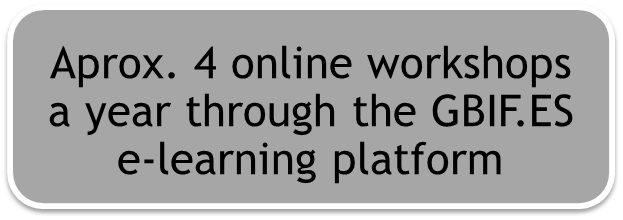 Aprox. 4 online workshops
a year through the GBIF.ES
e-learning platform